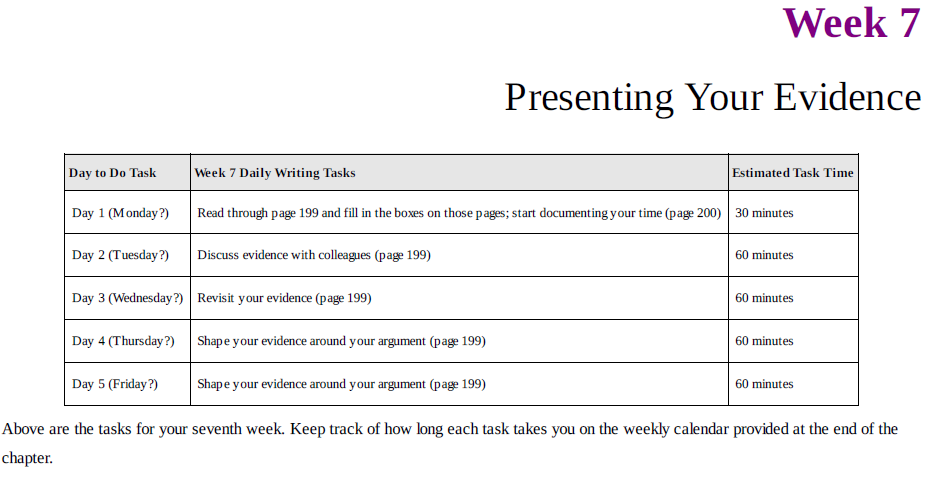 Week 7
Presenting Your Evidence
Day to Do Task Week 7 Daily Writing Tasks Estimated Task Time
Day 1 (Monday?) Read through page 199 and fill in the boxes on those pages; start documenting your time (page 200) 30 minutes
Day 2 (Tuesday?) Discuss evidence with colleagues (page 199) 60 minutes
Day 3 (Wednesday?) Revisit your evidence (page 199) 60 minutes
Day 4 (Thursday?) Shape your evidence around your argument (page 199) 60 minutes
Day 5 (Friday?) Shape your evidence around your argument (page 199) 60 minutes
Above are the tasks for your seventh week. Keep track of how long each task takes you on the weekly calendar provided at the end of the
chapter.